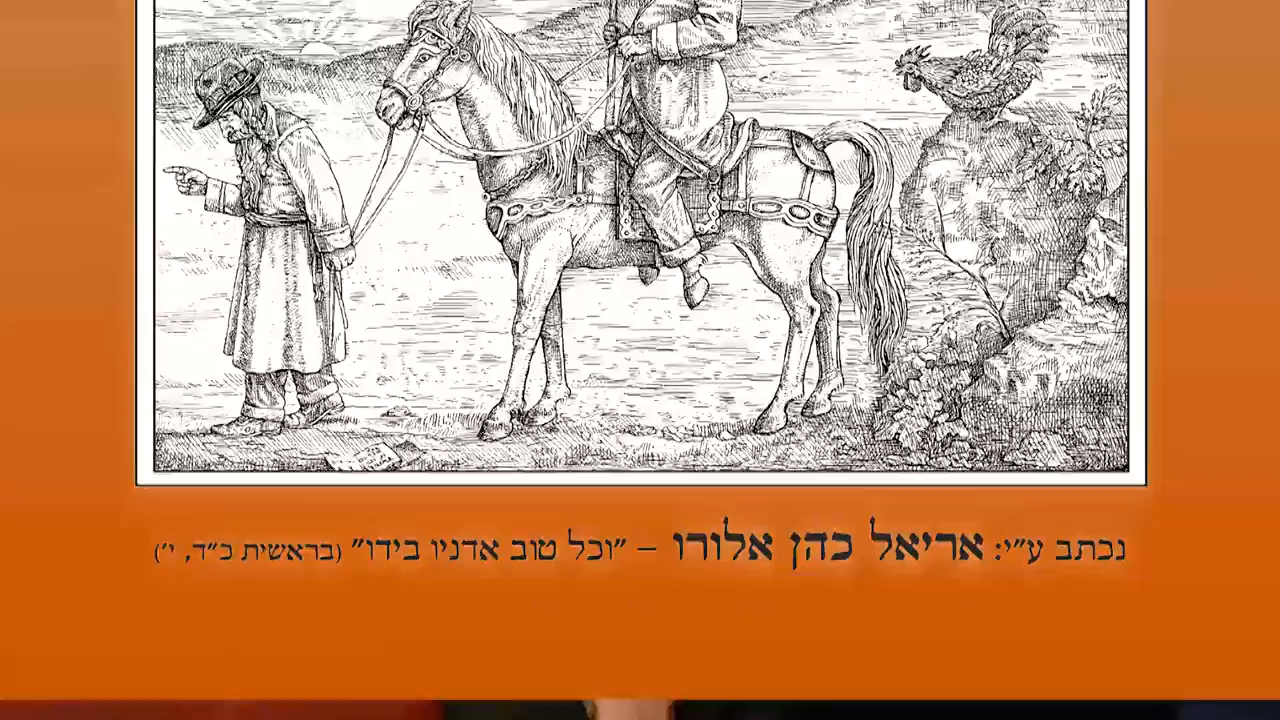 נכתב ע״י: אריאל כהן אלורו – ״וכל טוב אדניו בידו״ (בראשית כ״ד, י׳)